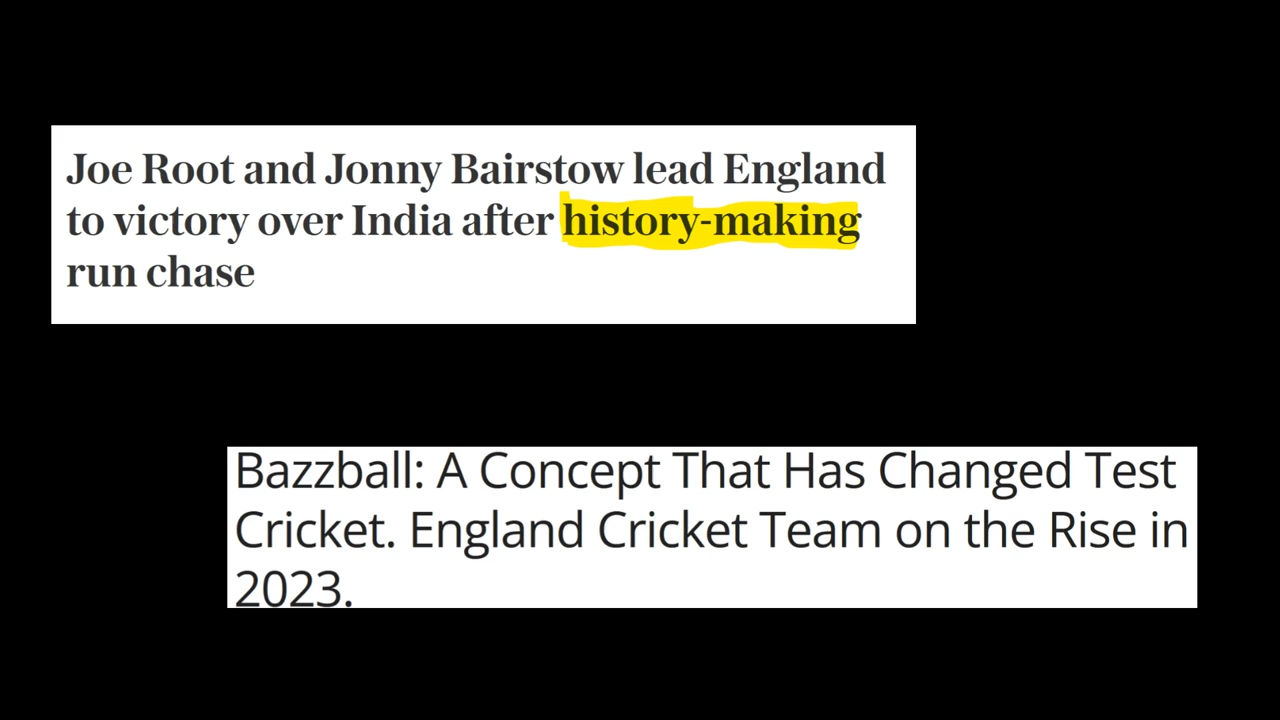 Joe Root and Jonny Bairstow lead England
to victory over India after history-making
run chase
Bazzball: A Concept That Has Changed Test
Cricket. England Cricket Team on the Rise in
2023.